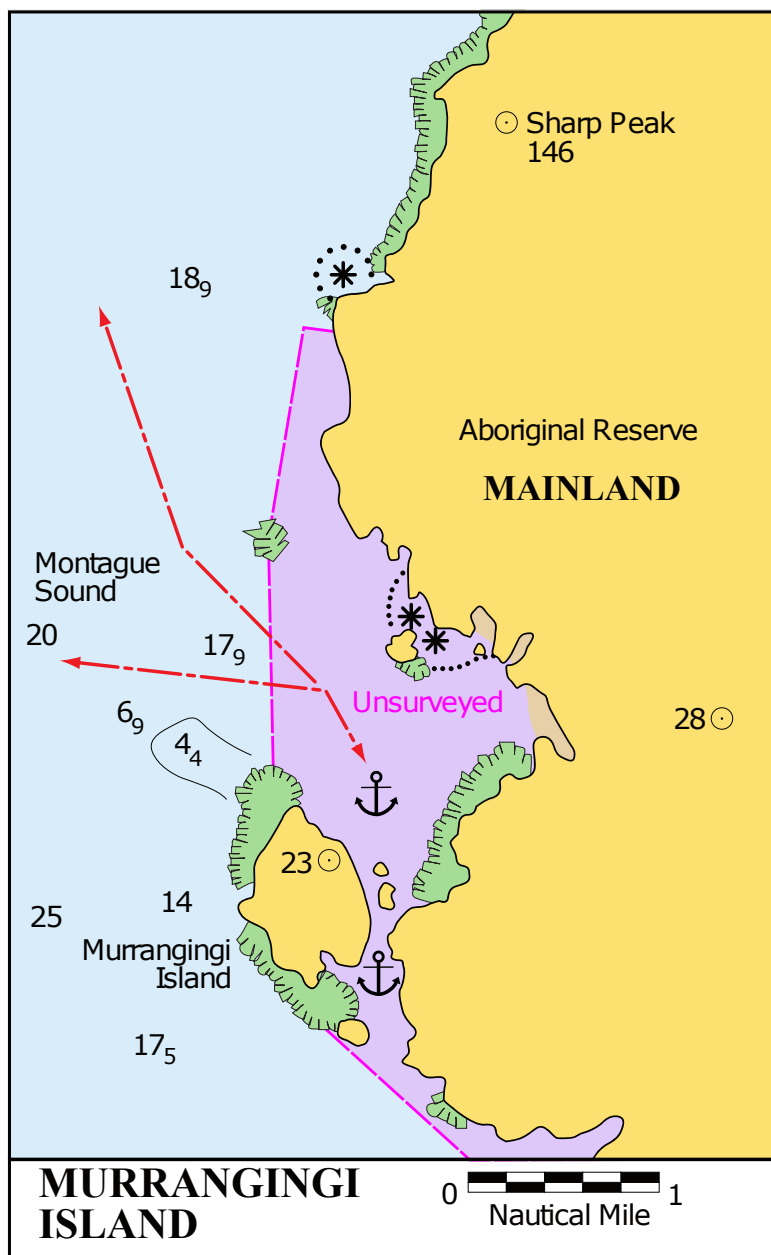 Sharp Peak
146
18₉
Aboriginal Reserve
MAINLAND
Montague
Sound
20
17₉
Unsurveyed
6₉
4₄
28
23
14
25
Murrangingi
Island
17₅
MURRANGINGI
ISLAND
0 1
Nautical Mile